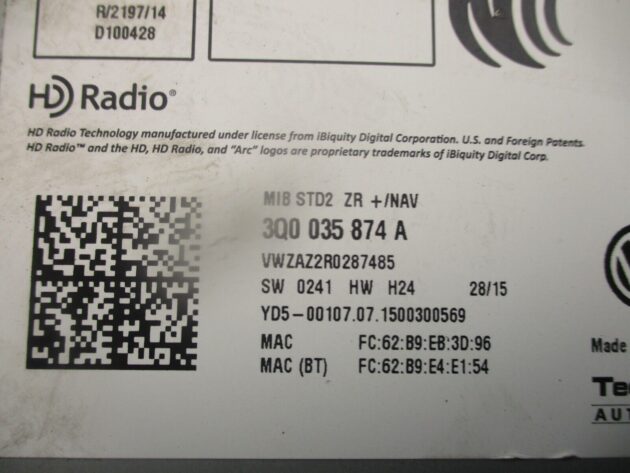 R/2197/14
D100428
HD Radio®
HD Radio Technology manufactured under license from iBiquity Digital Corporation. U.S. and Foreign Patents.
HD Radio™ and the HD, HD Radio, and "Arc" logos are proprietary trademarks of iBiquity Digital Corp.
MIB STD2 ZR +/NAV
3Q0 035 874 A
VWZAZ2R0287485
SW 0241 HW H24 28/15
YD5-00107.07.1500300569
MAC FC:62:B9:EB:3D:96
MAC (BT) FC:62:B9:E4:E1:54
Made
Te
AUT